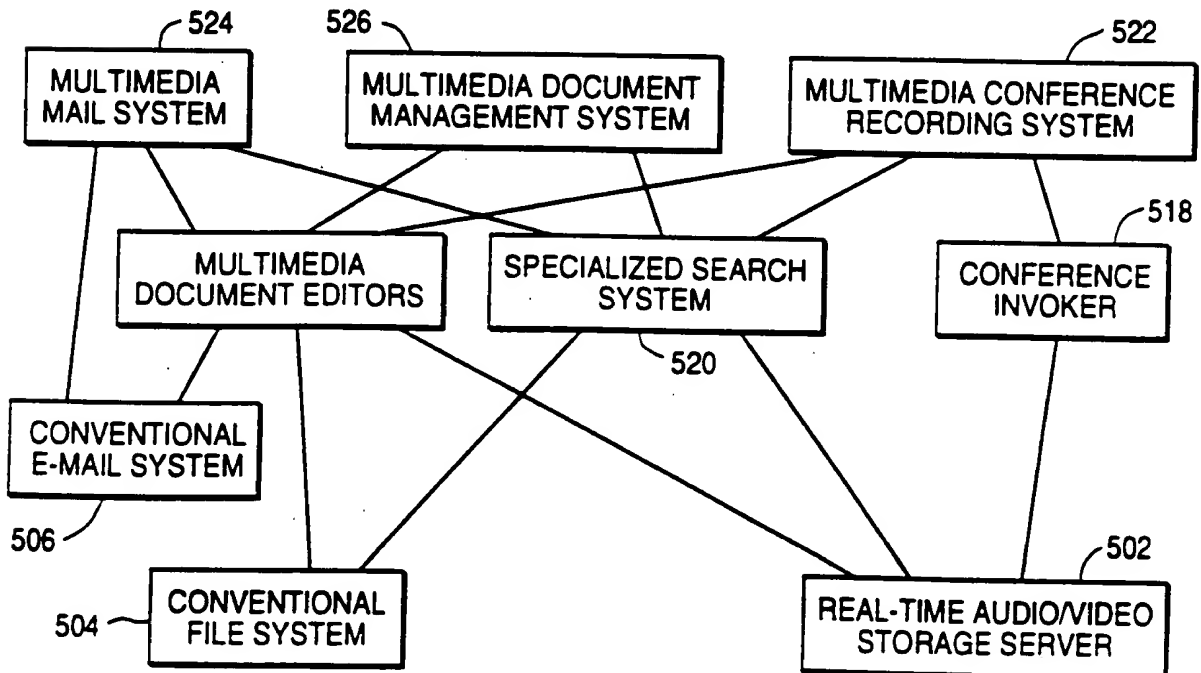 524
526
522
MULTIMEDIA
MAIL SYSTEM
MULTIMEDIA DOCUMENT
MANAGEMENT SYSTEM
MULTIMEDIA CONFERENCE
RECORDING SYSTEM
518
MULTIMEDIA
DOCUMENT EDITORS
SPECIALIZED SEARCH
SYSTEM
CONFERENCE
INVOKER
520
CONVENTIONAL
E-MAIL SYSTEM
506
502
504
CONVENTIONAL
FILE SYSTEM
REAL-TIME AUDIO/VIDEO
STORAGE SERVER